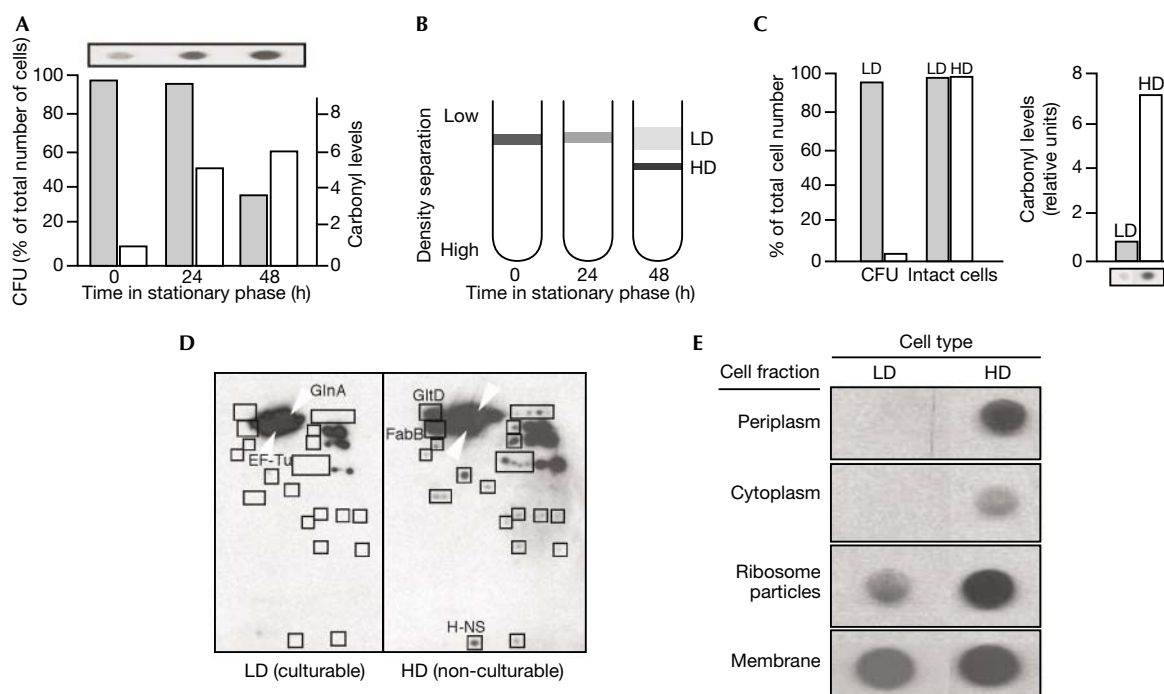 A
CFU (% of total number of cells)
100
80
60
40
20
0
8
6
4
2
0
Carbonyl levels
0 24 48
Time in stationary phase (h)
B
Density separation
Low
High
LD
HD
0 24 48
Time in stationary phase (h)
C
% of total cell number
100
80
60
40
20
0
LD LD HD
CFU Intact cells
Carbonyl levels
(relative units)
8
6
4
2
0
LD
HD
D
GlnA
EF-Tu
GltD
FabB
H-NS
LD (culturable) HD (non-culturable)
E
Cell type
Cell fraction LD HD
Periplasm
Cytoplasm
Ribosome
particles
Membrane